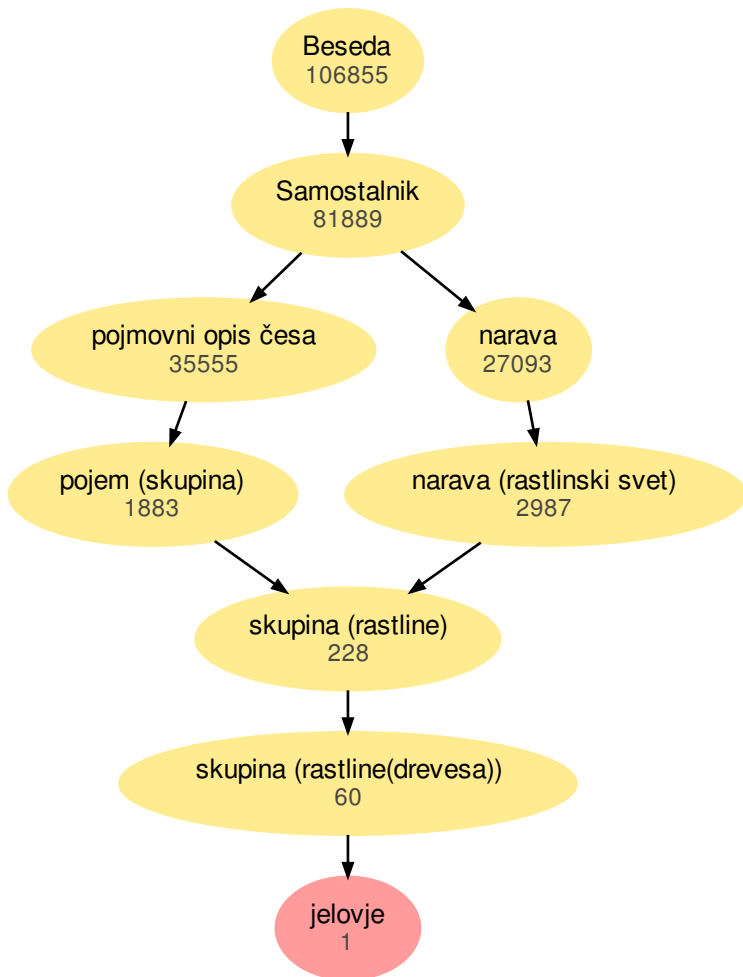 Beseda
106855
Samostalnik
81889
pojmovni opis česa
35555
narava
27093
pojem (skupina)
1883
narava (rastlinski svet)
2987
skupina (rastline)
228
skupina (rastline(drevesa))
60
jelovje
1